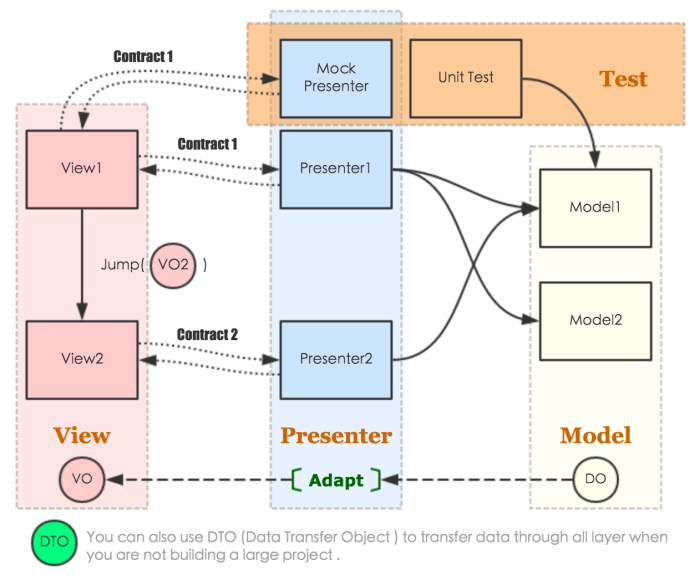 Contract 1
Mock
Presenter
Unit Test
Test
View1
Contract 1
Presenter1
Model1
Jump( VO2 )
Model2
View2
Contract 2
Presenter2
View
Presenter
Model
VO
[ Adapt ]
DO
DTO
You can also use DTO (Data Transfer Object ) to transfer data through all layer when
you are not building a large project .